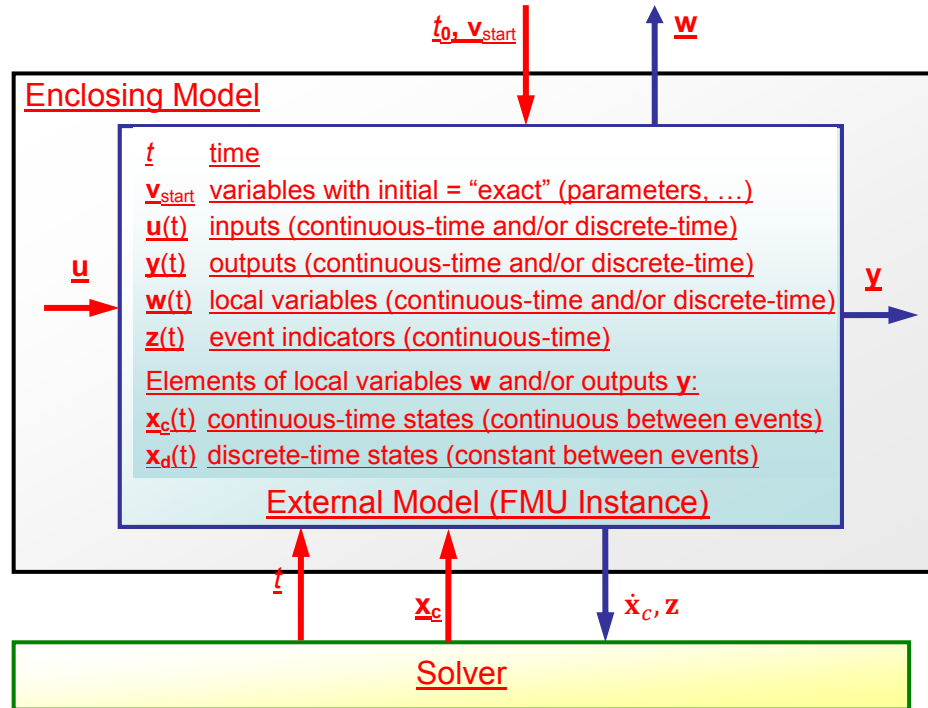 t0, vstart
w
Enclosing Model
t time
vstart variables with initial = “exact” (parameters, …)
u(t) inputs (continuous-time and/or discrete-time)
y(t) outputs (continuous-time and/or discrete-time)
w(t) local variables (continuous-time and/or discrete-time)
z(t) event indicators (continuous-time)
Elements of local variables w and/or outputs y:
xc(t) continuous-time states (continuous between events)
xd(t) discrete-time states (constant between events)
External Model (FMU Instance)
u
y
t
xc
ẋc, z
Solver